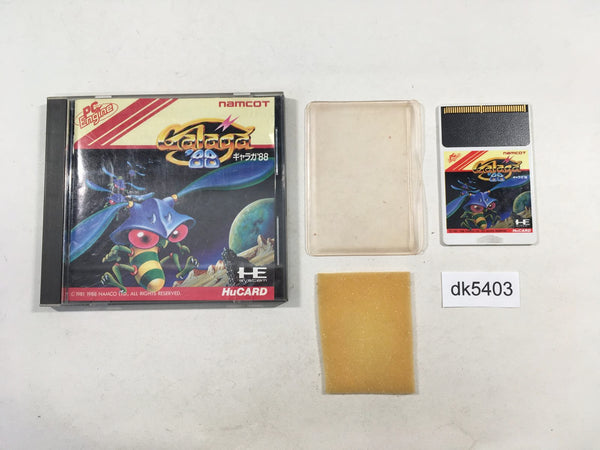 PC Engine
namcot
Galaga
'88
ギャラガ'88
HE
system
© 1981 1988 NAMCO LTD., ALL RIGHTS RESERVED.
HuCARD
namcot
Galaga
'88
ギャラガ'88
HE
HuCARD
dk5403